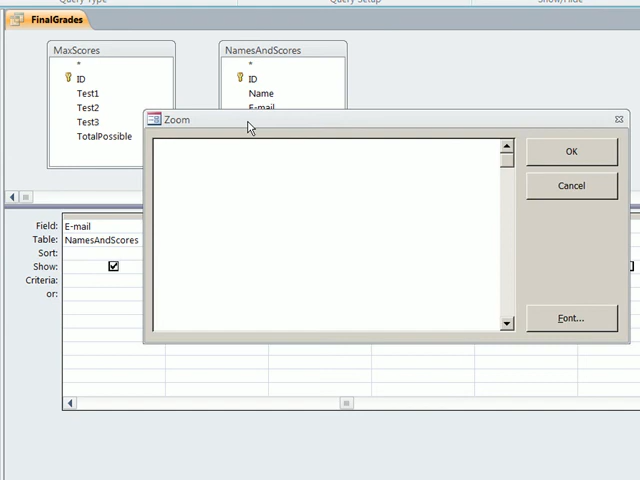 Query Type
Query Setup
Show/Hide
FinalGrades
MaxScores
*
ID
Test1
Test2
Test3
TotalPossible
NamesAndScores
*
ID
Name
E-mail
Zoom
OK
Cancel
Font...
Field: E-mail
Table: NamesAndScores
Sort:
Show:
Criteria:
or: